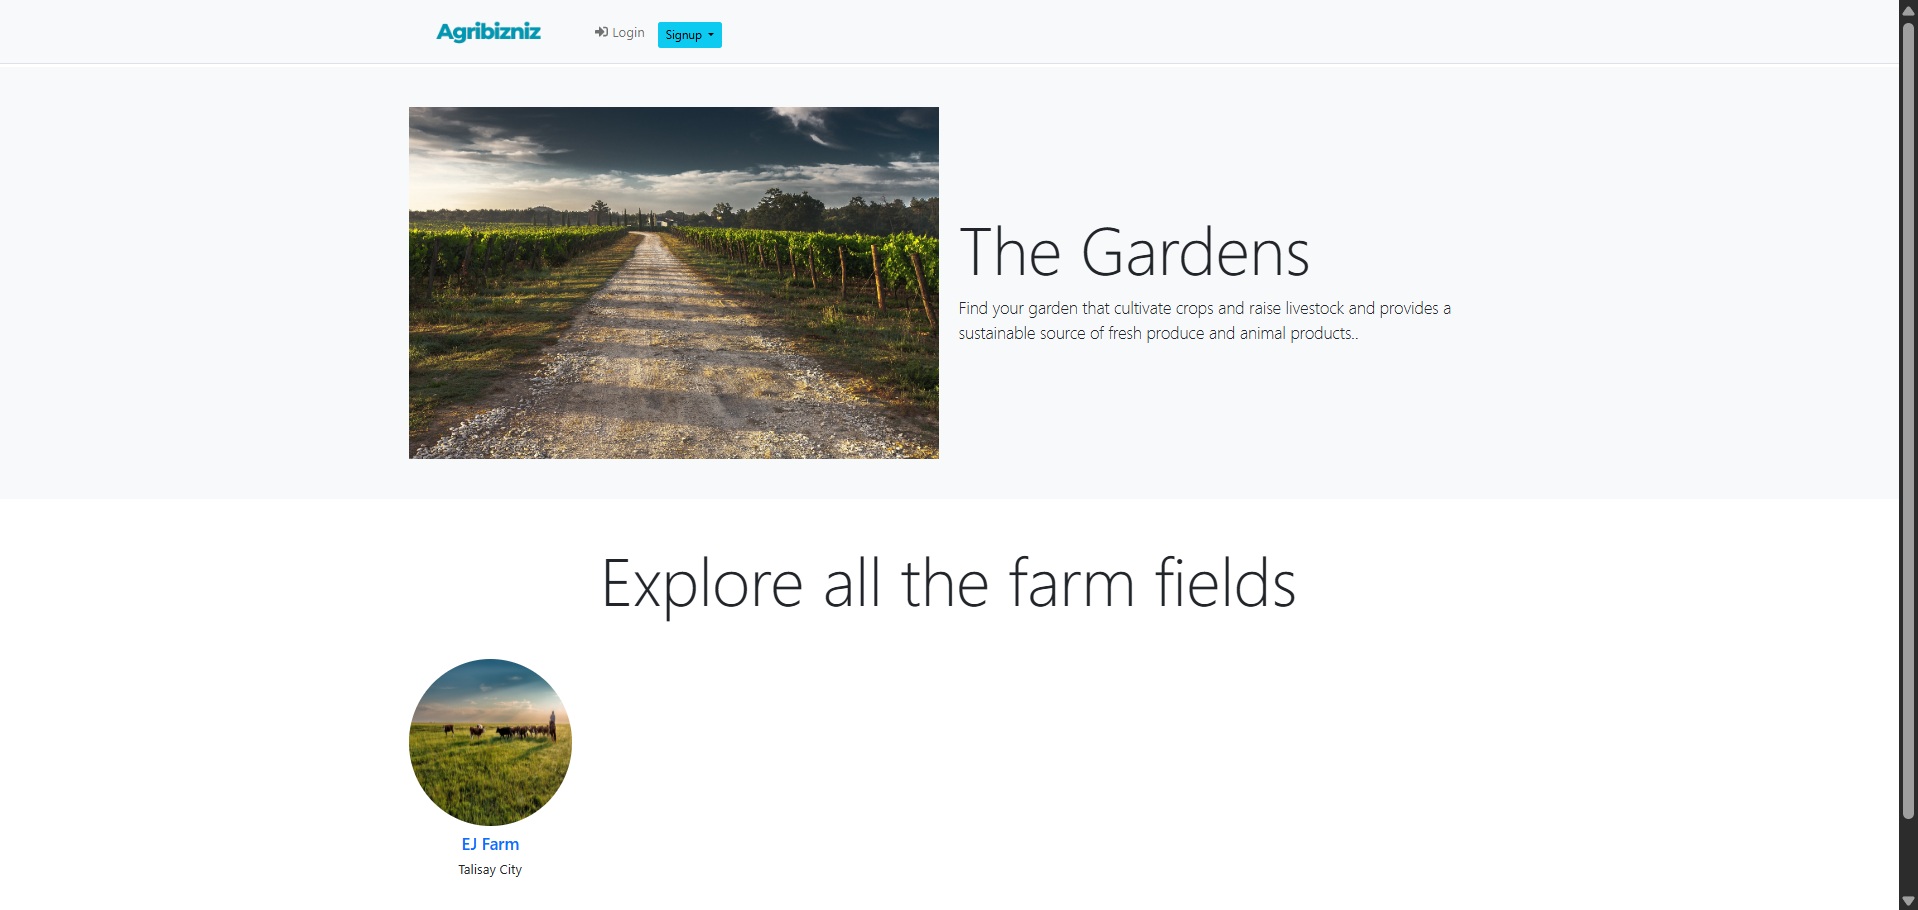 Agribizniz
Login
Signup
The Gardens
Find your garden that cultivate crops and raise livestock and provides a
sustainable source of fresh produce and animal products..
Explore all the farm fields
EJ Farm
Talisay City